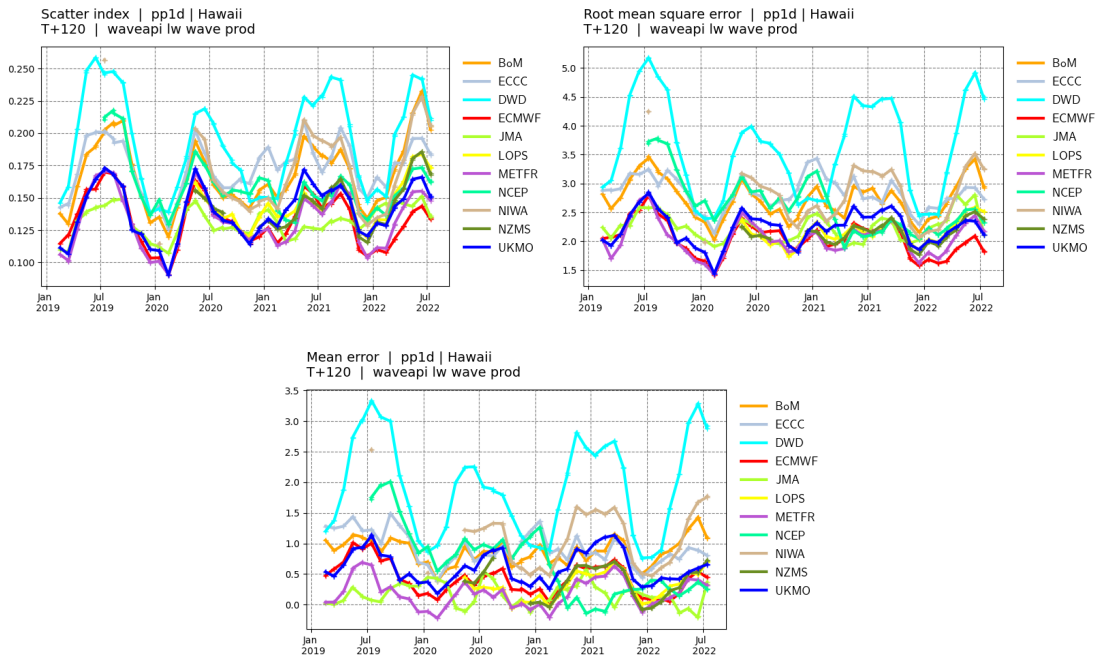 Scatter index | pp1d | Hawaii
T+120 | waveapi lw wave prod
0.250
0.225
0.200
0.175
0.150
0.125
0.100
Jan 2019
Jul 2019
Jan 2020
Jul 2020
Jan 2021
Jul 2021
Jan 2022
Jul 2022
BoM
ECCC
DWD
ECMWF
JMA
LOPS
METFR
NCEP
NIWA
NZMS
UKMO
Root mean square error | pp1d | Hawaii
T+120 | waveapi lw wave prod
5.0
4.5
4.0
3.5
3.0
2.5
2.0
1.5
Jan 2019
Jul 2019
Jan 2020
Jul 2020
Jan 2021
Jul 2021
Jan 2022
Jul 2022
BoM
ECCC
DWD
ECMWF
JMA
LOPS
METFR
NCEP
NIWA
NZMS
UKMO
Mean error | pp1d | Hawaii
T+120 | waveapi lw wave prod
3.5
3.0
2.5
2.0
1.5
1.0
0.5
0.0
Jan 2019
Jul 2019
Jan 2020
Jul 2020
Jan 2021
Jul 2021
Jan 2022
Jul 2022
BoM
ECCC
DWD
ECMWF
JMA
LOPS
METFR
NCEP
NIWA
NZMS
UKMO